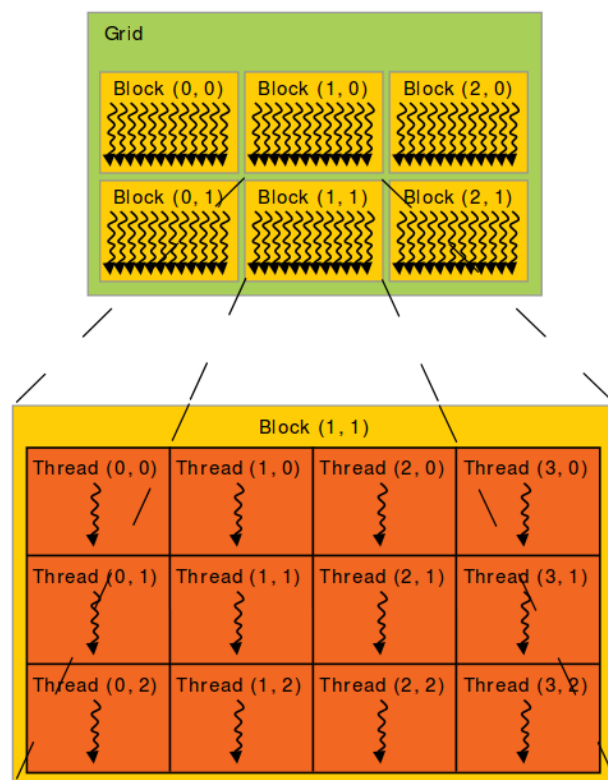 Grid
Block (0, 0) Block (1, 0) Block (2, 0)
Block (0, 1) Block (1, 1) Block (2, 1)
Block (1, 1)
Thread (0, 0) Thread (1, 0) Thread (2, 0) Thread (3, 0)
Thread (0, 1) Thread (1, 1) Thread (2, 1) Thread (3, 1)
Thread (0, 2) Thread (1, 2) Thread (2, 2) Thread (3, 2)